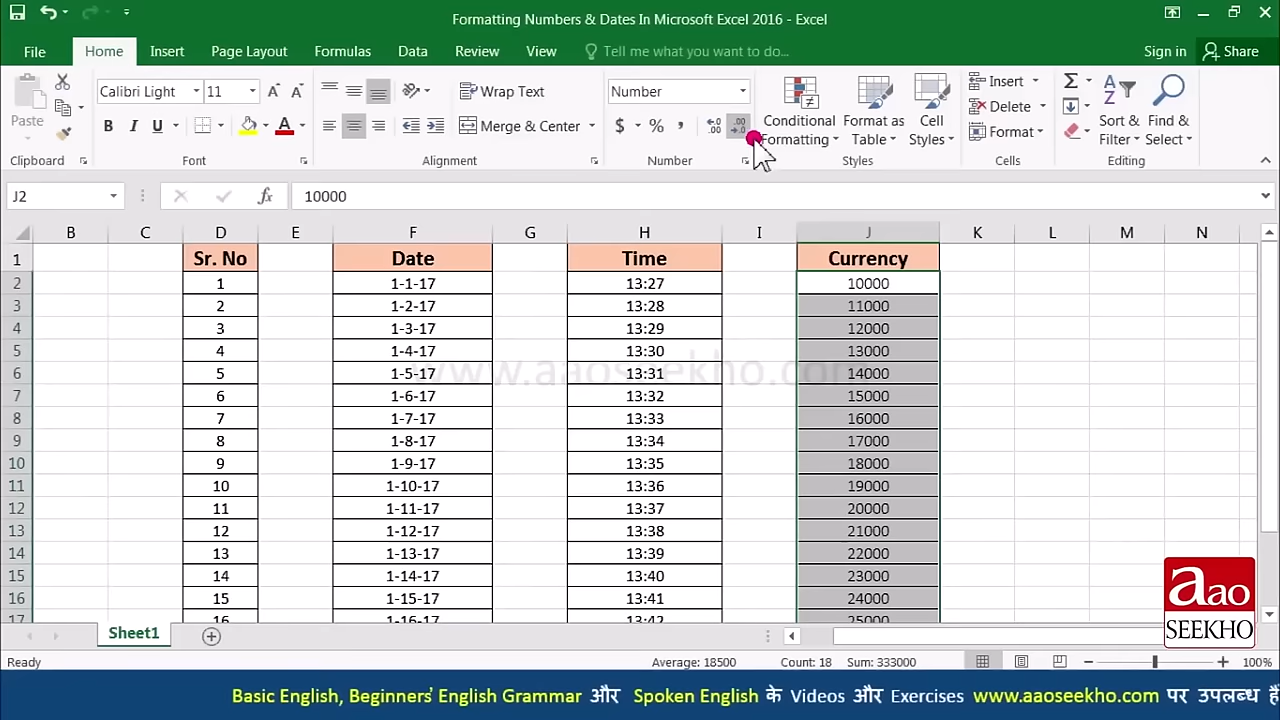 Formatting Numbers & Dates In Microsoft Excel 2016 - Excel
File Home Insert Page Layout Formulas Data Review View Tell me what you want to do... Sign in Share
Paste
Calibri Light 11
B I U A A A
Wrap Text
Merge & Center
Number
$ % , .00
Conditional Formatting
Format as Table
Cell Styles
Insert
Delete
Format
Sort & Filter
Find & Select
Clipboard Font Alignment Number Styles Cells Editing
J2 fx 10000
B C D E F G H I J K L M N
1 Sr. No Date Time Currency
2 1 1-1-17 13:27 10000
3 2 1-2-17 13:28 11000
4 3 1-3-17 13:29 12000
5 4 1-4-17 13:30 13000
6 5 1-5-17 13:31 14000
www.aaoseekho.com
7 6 1-6-17 13:32 15000
8 7 1-7-17 13:33 16000
9 8 1-8-17 13:34 17000
10 9 1-9-17 13:35 18000
11 10 1-10-17 13:36 19000
12 11 1-11-17 13:37 20000
13 12 1-12-17 13:38 21000
14 13 1-13-17 13:39 22000
15 14 1-14-17 13:40 23000
16 15 1-15-17 13:41 24000
17 16 1-16-17 13:42 25000
aao
SEEKHO
Sheet1
Ready Average: 18500 Count: 18 Sum: 333000 100%
Basic English, Beginners' English Grammar और Spoken English के Videos और Exercises www.aaoseekho.com पर उपलब्ध हैं